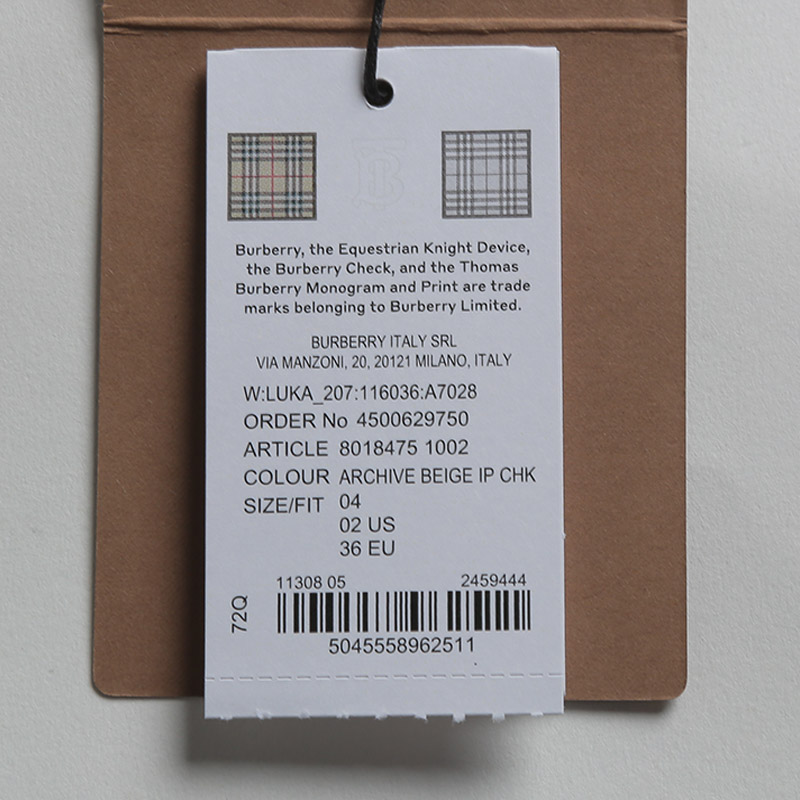 Burberry, the Equestrian Knight Device,
the Burberry Check, and the Thomas
Burberry Monogram and Print are trade
marks belonging to Burberry Limited.
BURBERRY ITALY SRL
VIA MANZONI, 20, 20121 MILANO, ITALY
W:LUKA_207:116036:A7028
ORDER No 4500629750
ARTICLE 8018475 1002
COLOUR ARCHIVE BEIGE IP CHK
SIZE/FIT 04
02 US
36 EU
11308 05 2459444
72Q
5045558962511